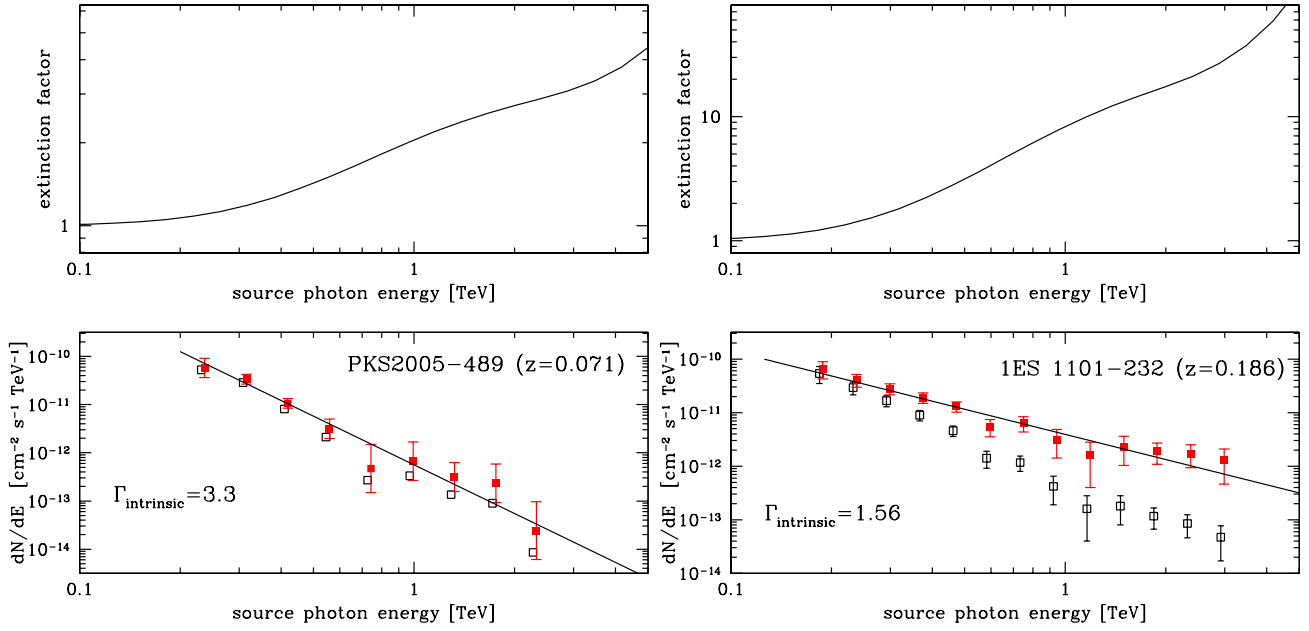 extinction factor
1
0.1
1
source photon energy [TeV]
extinction factor
10
1
0.1
1
source photon energy [TeV]
dN/dE [cm⁻² s⁻¹ TeV⁻¹]
10⁻¹⁰
10⁻¹¹
10⁻¹²
10⁻¹³
10⁻¹⁴
PKS2005−489 (z=0.071)
Γintrinsic=3.3
0.1
1
source photon energy [TeV]
dN/dE [cm⁻² s⁻¹ TeV⁻¹]
10⁻¹⁰
10⁻¹¹
10⁻¹²
10⁻¹³
10⁻¹⁴
1ES 1101−232 (z=0.186)
Γintrinsic=1.56
0.1
1
source photon energy [TeV]